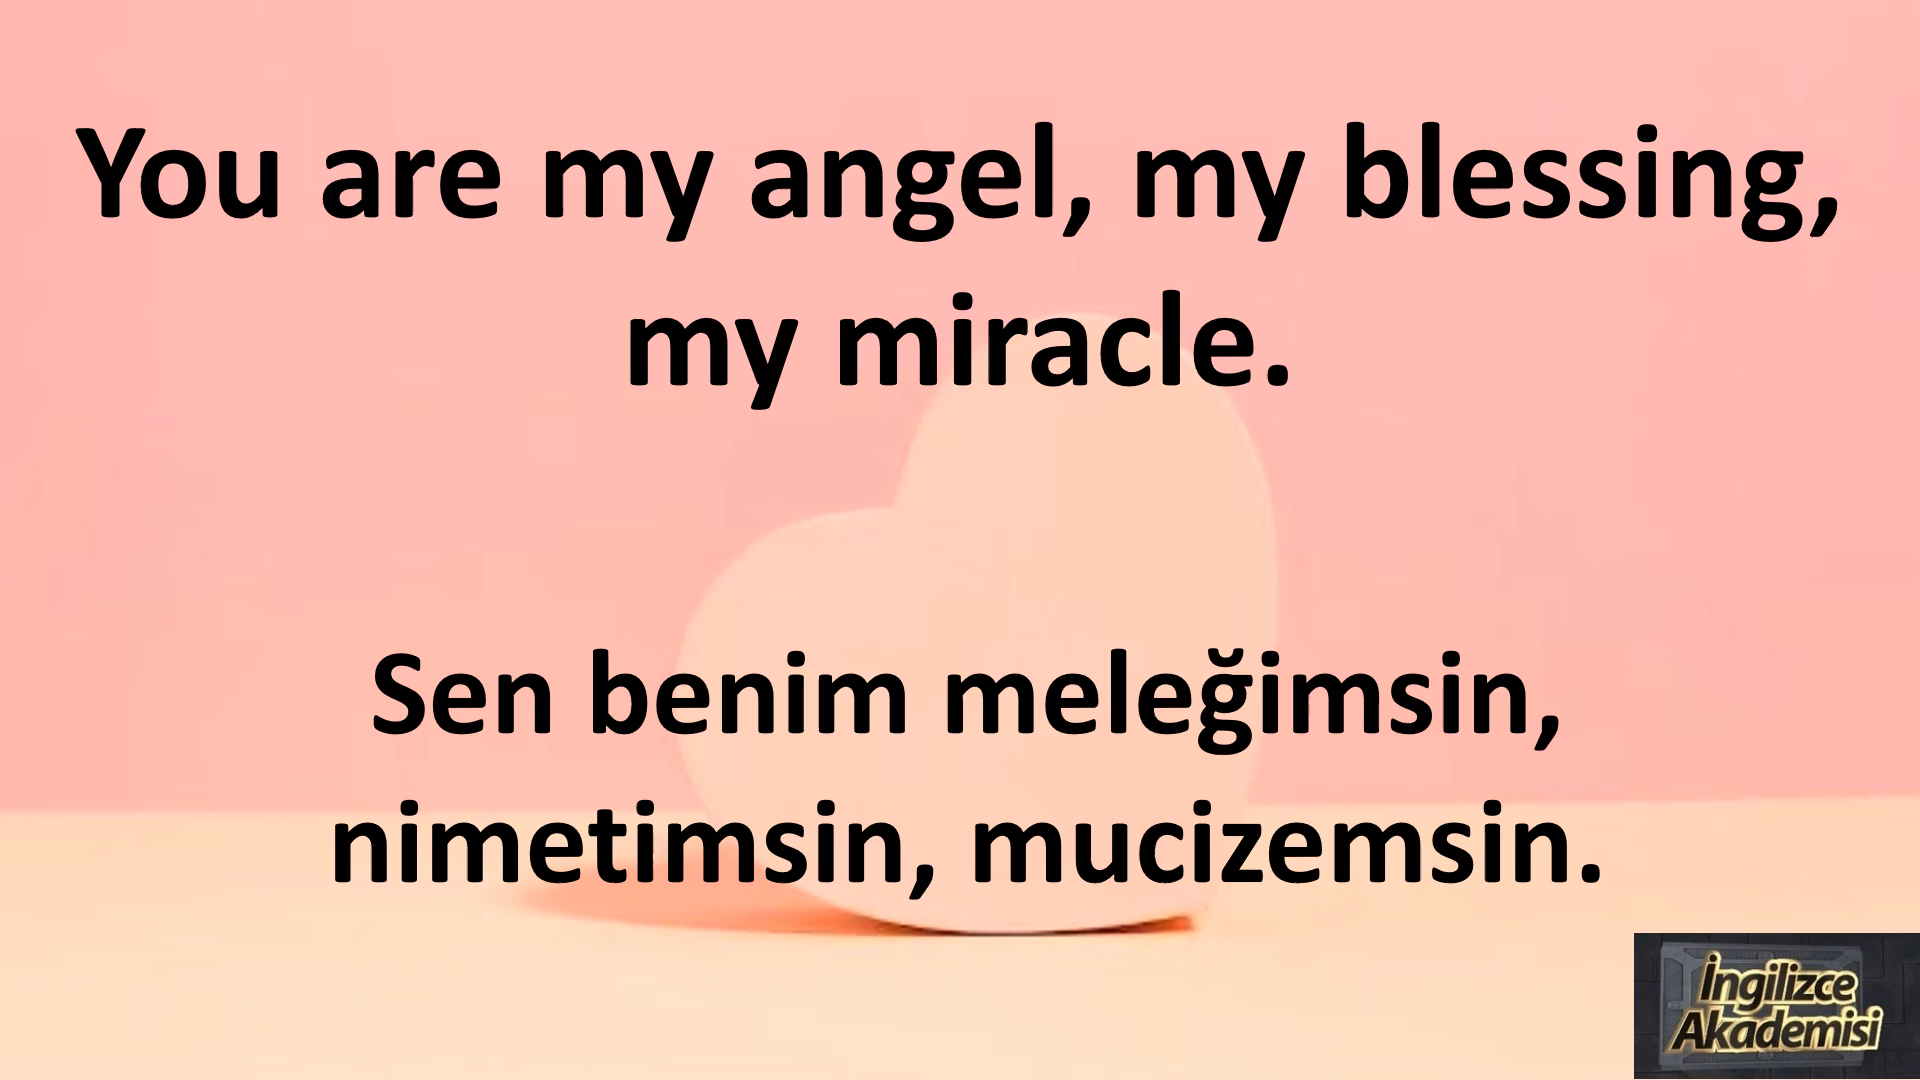 You are my angel, my blessing,
my miracle.
Sen benim meleğimsin,
nimetimsin, mucizemsin.
İngilizce
Akademisi